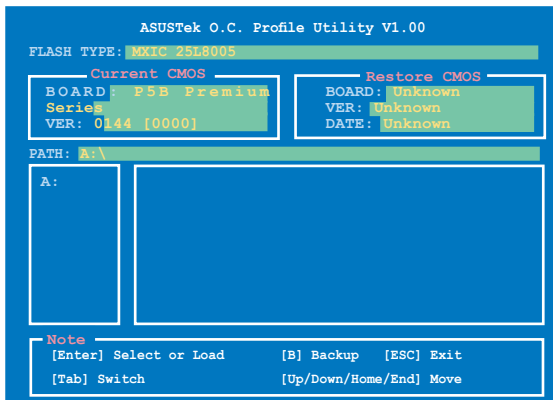 ASUSTek O.C. Profile Utility V1.00
FLASH TYPE: MXIC 25L8005
Current CMOS
BOARD: P5B Premium
Series
VER: 0144 [0000]
Restore CMOS
BOARD: Unknown
VER: Unknown
DATE: Unknown
PATH: A:\
A:
Note
[Enter] Select or Load [B] Backup [ESC] Exit
[Tab] Switch [Up/Down/Home/End] Move